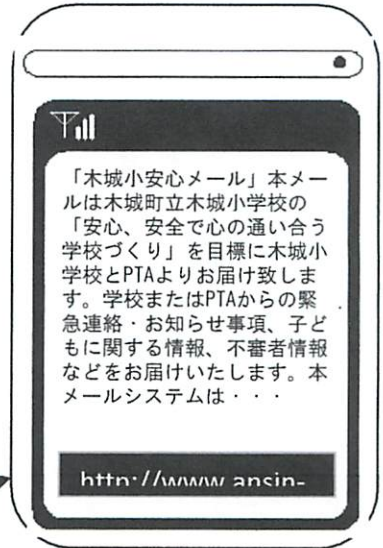 「木城小安心メール」本メー
ルは木城町立木城小学校の
「安心、安全で心の通い合う
学校づくり」を目標に木城小
学校とPTAよりお届け致しま
す。学校またはPTAからの緊
急連絡・お知らせ事項、子ど
もに関する情報、不審者情報
などをお届けいたします。本
メールシステムは・・・
http://www.ansin-